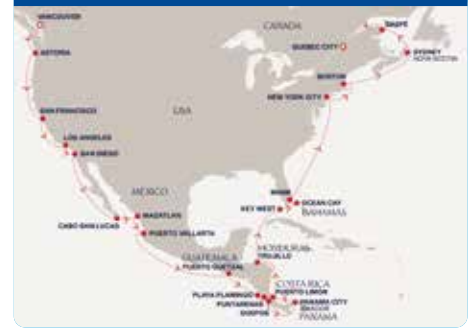 VANCOUVER
CANADA
GASPÉ
QUEBEC CITY
SYDNEY
NOVA SCOTIA
ASTORIA
BOSTON
NEW YORK CITY
SAN FRANCISCO
USA
LOS ANGELES
SAN DIEGO
MEXICO
MIAMI
OCEAN CAY
KEY WEST
BAHAMAS
MAZATLAN
CABO SAN LUCAS
PUERTO VALLARTA
GUATEMALA
HONDURAS
TRUJILLO
PUERTO QUETZAL
COSTA RICA
PUERTO LIMÓN
PLAYA FLAMINGO
PANAMA CITY
PUNTARENAS
PANAMA